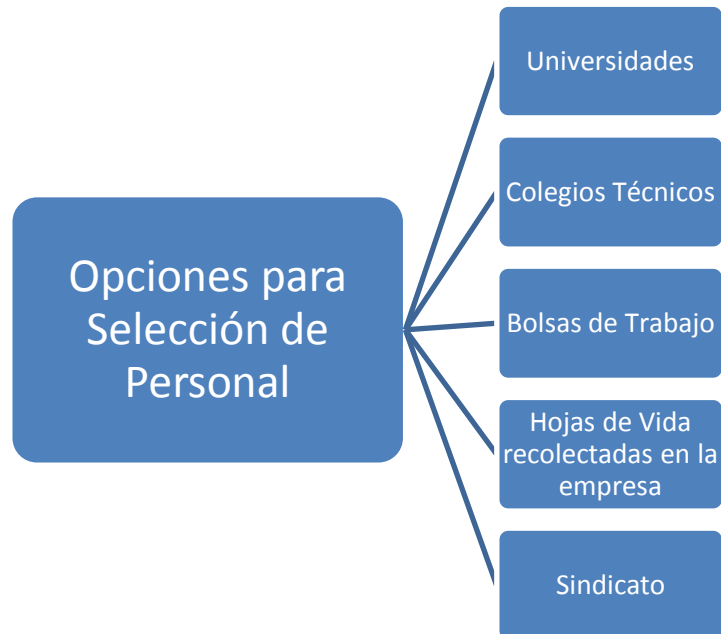 Opciones para
Selección de
Personal
Universidades
Colegios Técnicos
Bolsas de Trabajo
Hojas de Vida
recolectadas en la
empresa
Sindicato